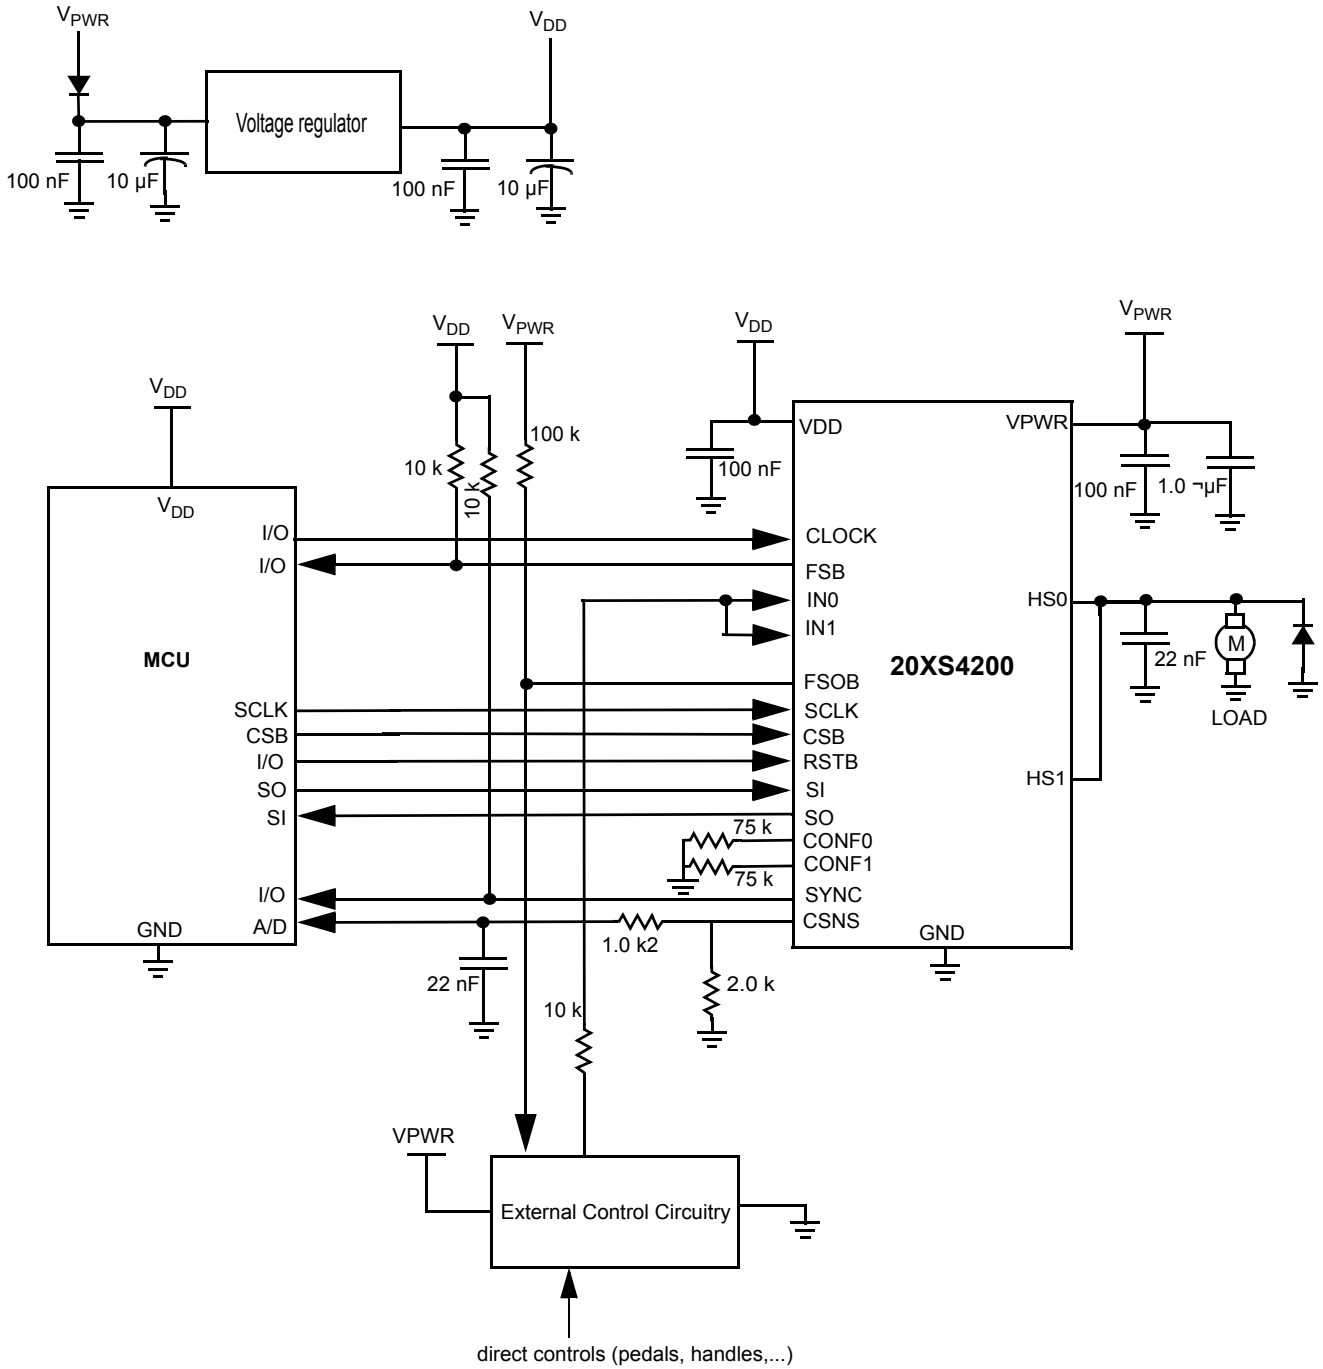 VPWR
VDD
Voltage regulator
100 nF
10 µF
100 nF
10 µF
VDD
VPWR
VDD
VPWR
VDD
100 k
10 k
10 k
VDD
VPWR
100 nF
100 nF
1.0 ¬µF
VDD
I/O
CLOCK
I/O
FSB
IN0
HS0
IN1
MCU
20XS4200
M
22 nF
FSOB
LOAD
SCLK
SCLK
CSB
CSB
I/O
RSTB
HS1
SO
SI
SI
SO
75 k
CONF0
CONF1
75 k
I/O
SYNC
A/D
CSNS
GND
GND
1.0 k2
22 nF
2.0 k
10 k
VPWR
External Control Circuitry
direct controls (pedals, handles,...)